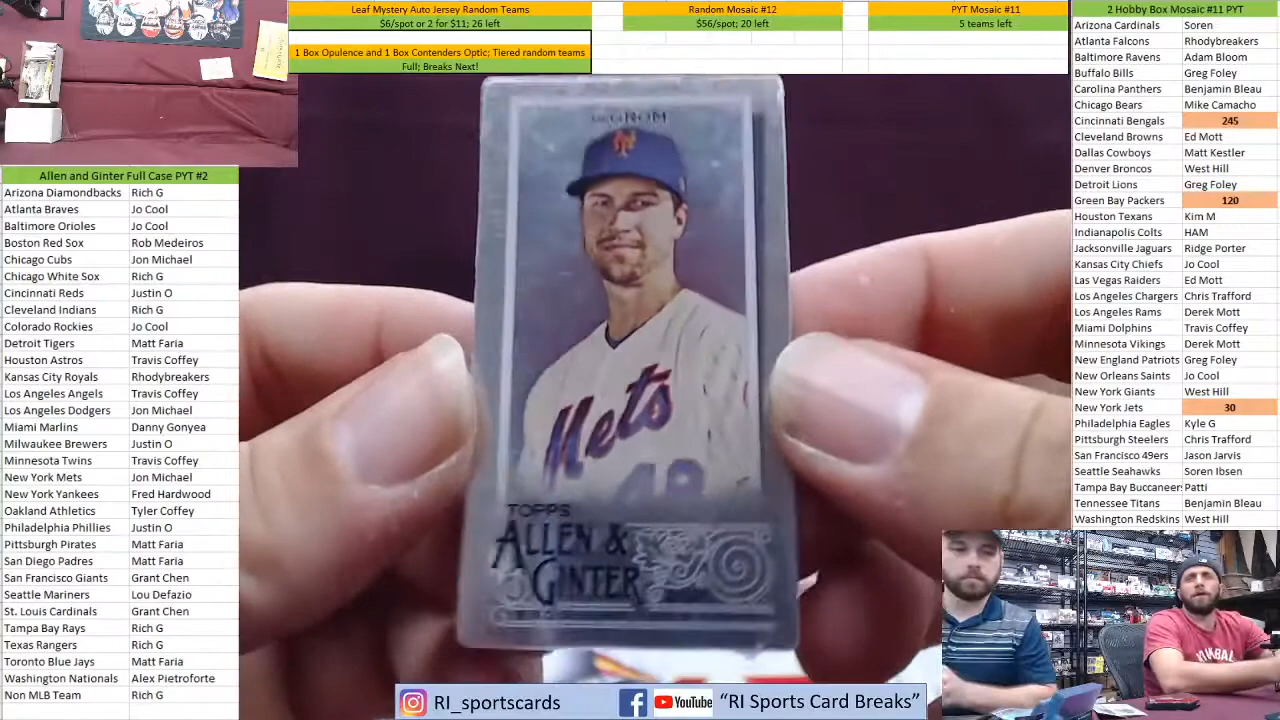 Leaf Mystery Auto Jersey Random Teams
$6/spot or 2 for $11; 26 left
1 Box Opulence and 1 Box Contenders Optic; Tiered random teams
Full; Breaks Next!
Random Mosaic #12
$56/spot; 20 left
PYT Mosaic #11
5 teams left
2 Hobby Box Mosaic #11 PYT
Arizona Cardinals Soren
Atlanta Falcons Rhodybreakers
Baltimore Ravens Adam Bloom
Buffalo Bills Greg Foley
Carolina Panthers Benjamin Bleau
Chicago Bears Mike Camacho
Cincinnati Bengals 245
Cleveland Browns Ed Mott
Dallas Cowboys Matt Kestler
Denver Broncos West Hill
Detroit Lions Greg Foley
Green Bay Packers 120
Houston Texans Kim M
Indianapolis Colts HAM
Jacksonville Jaguars Ridge Porter
Kansas City Chiefs Jo Cool
Las Vegas Raiders Ed Mott
Los Angeles Chargers Chris Trafford
Los Angeles Rams Derek Mott
Miami Dolphins Travis Coffey
Minnesota Vikings Derek Mott
New England Patriots Greg Foley
New Orleans Saints Jo Cool
New York Giants West Hill
New York Jets 30
Philadelphia Eagles Kyle G
Pittsburgh Steelers Chris Trafford
San Francisco 49ers Jason Jarvis
Seattle Seahawks Soren Ibsen
Tampa Bay Buccaneer Patti
Tennessee Titans Benjamin Bleau
Washington Redskins West Hill
Allen and Ginter Full Case PYT #2
Arizona Diamondbacks Rich G
Atlanta Braves Jo Cool
Baltimore Orioles Jo Cool
Boston Red Sox Rob Medeiros
Chicago Cubs Jon Michael
Chicago White Sox Rich G
Cincinnati Reds Justin O
Cleveland Indians Rich G
Colorado Rockies Jo Cool
Detroit Tigers Matt Faria
Houston Astros Travis Coffey
Kansas City Royals Rhodybreakers
Los Angeles Angels Travis Coffey
Los Angeles Dodgers Jon Michael
Miami Marlins Danny Gonyea
Milwaukee Brewers Justin O
Minnesota Twins Travis Coffey
New York Mets Jon Michael
New York Yankees Fred Hardwood
Oakland Athletics Tyler Coffey
Philadelphia Phillies Justin O
Pittsburgh Pirates Matt Faria
San Diego Padres Matt Faria
San Francisco Giants Grant Chen
Seattle Mariners Lou Defazio
St. Louis Cardinals Grant Chen
Tampa Bay Rays Rich G
Texas Rangers Rich G
Toronto Blue Jays Matt Faria
Washington Nationals Alex Pietroforte
Non MLB Team Rich G
deGROM
Mets
48
TOPPS
ALLEN &
GINTER
RI_sportscards
YouTube
“RI Sports Card Breaks”